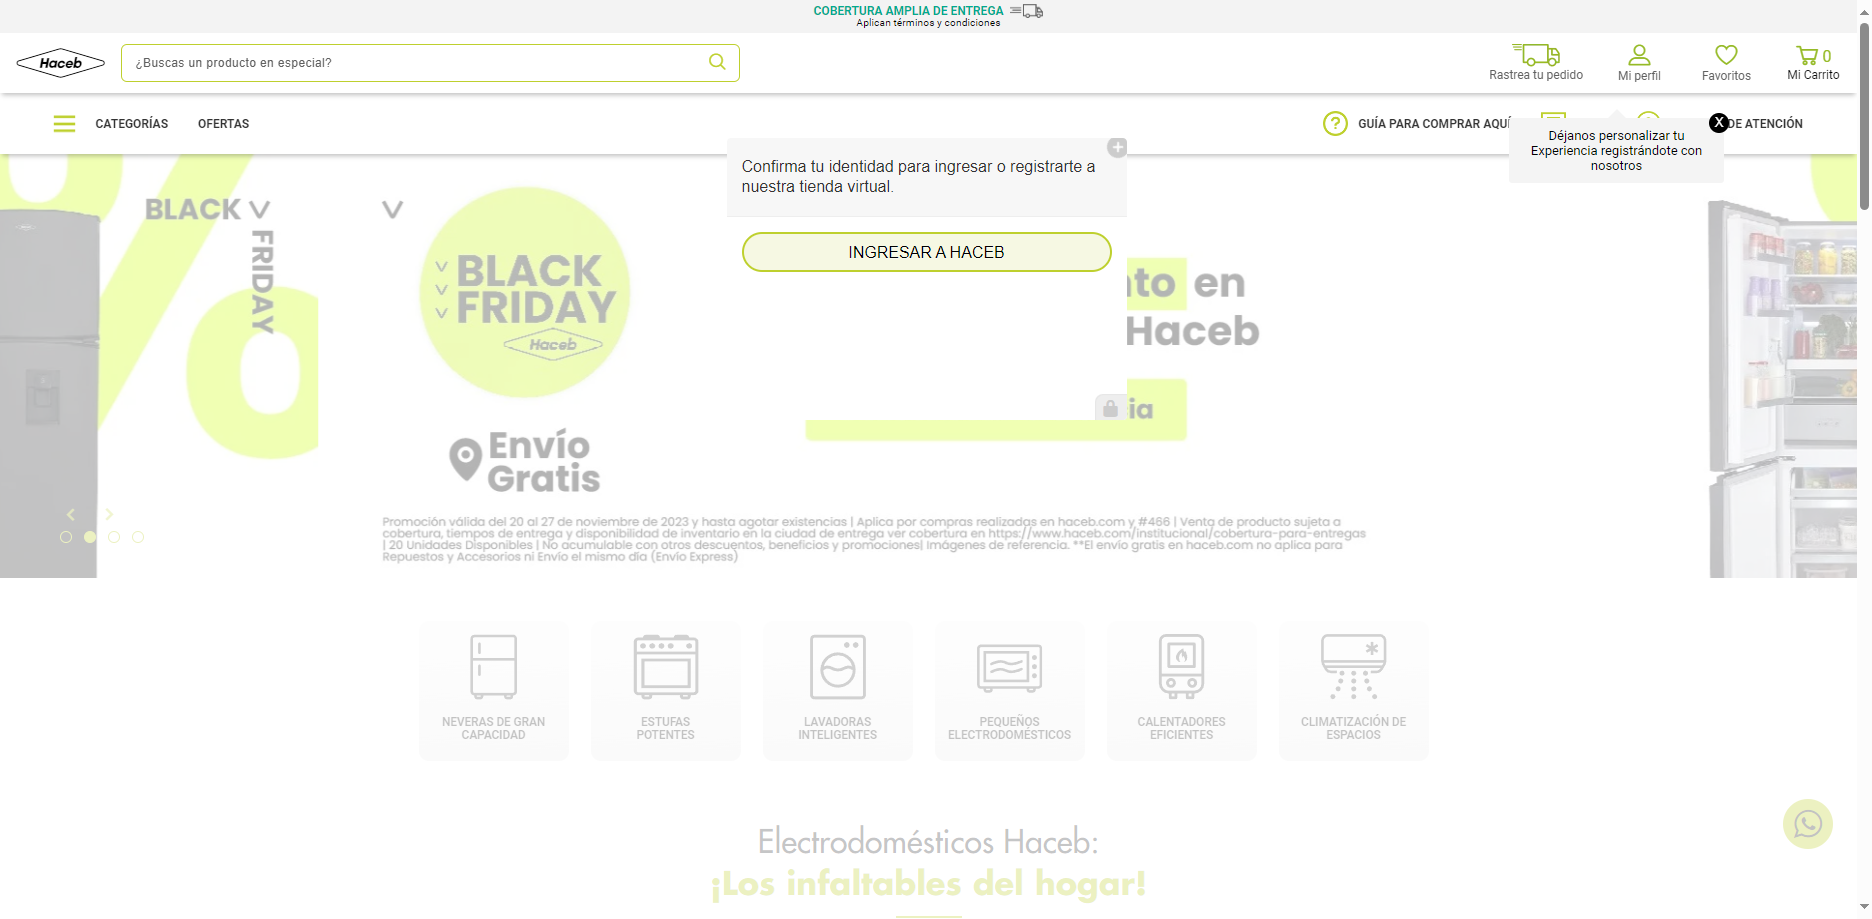 COBERTURA AMPLIA DE ENTREGA
Aplican términos y condiciones
Haceb
¿Buscas un producto en especial?
Rastrea tu pedido
Mi perfil
Favoritos
0
Mi Carrito
CATEGORÍAS
OFERTAS
GUÍA PARA COMPRAR AQUÍ
DE ATENCIÓN
X
Déjanos personalizar tu
Experiencia registrándote con
nosotros
Confirma tu identidad para ingresar o registrarte a
nuestra tienda virtual.
INGRESAR A HACEB
BLACK
FRIDAY
BLACK
FRIDAY
Haceb
nto en
Haceb
ia
Envío
Gratis
Promoción válida del 20 al 27 de noviembre de 2023 y hasta agotar existencias | Aplica por compras realizadas en haceb.com y #466 | Venta de producto sujeta a
cobertura, tiempos de entrega y disponibilidad de inventario en la ciudad de entrega ver cobertura en https://www.haceb.com/institucional/cobertura-para-entregas
| 20 Unidades Disponibles | No acumulable con otros descuentos, beneficios y promociones| Imágenes de referencia. **El envío gratis en haceb.com no aplica para
Repuestos y Accesorios ni Envío el mismo día (Envío Express)
NEVERAS DE GRAN
CAPACIDAD
ESTUFAS
POTENTES
LAVADORAS
INTELIGENTES
PEQUEÑOS
ELECTRODOMÉSTICOS
CALENTADORES
EFICIENTES
CLIMATIZACIÓN DE
ESPACIOS
Electrodomésticos Haceb:
¡Los infaltables del hogar!